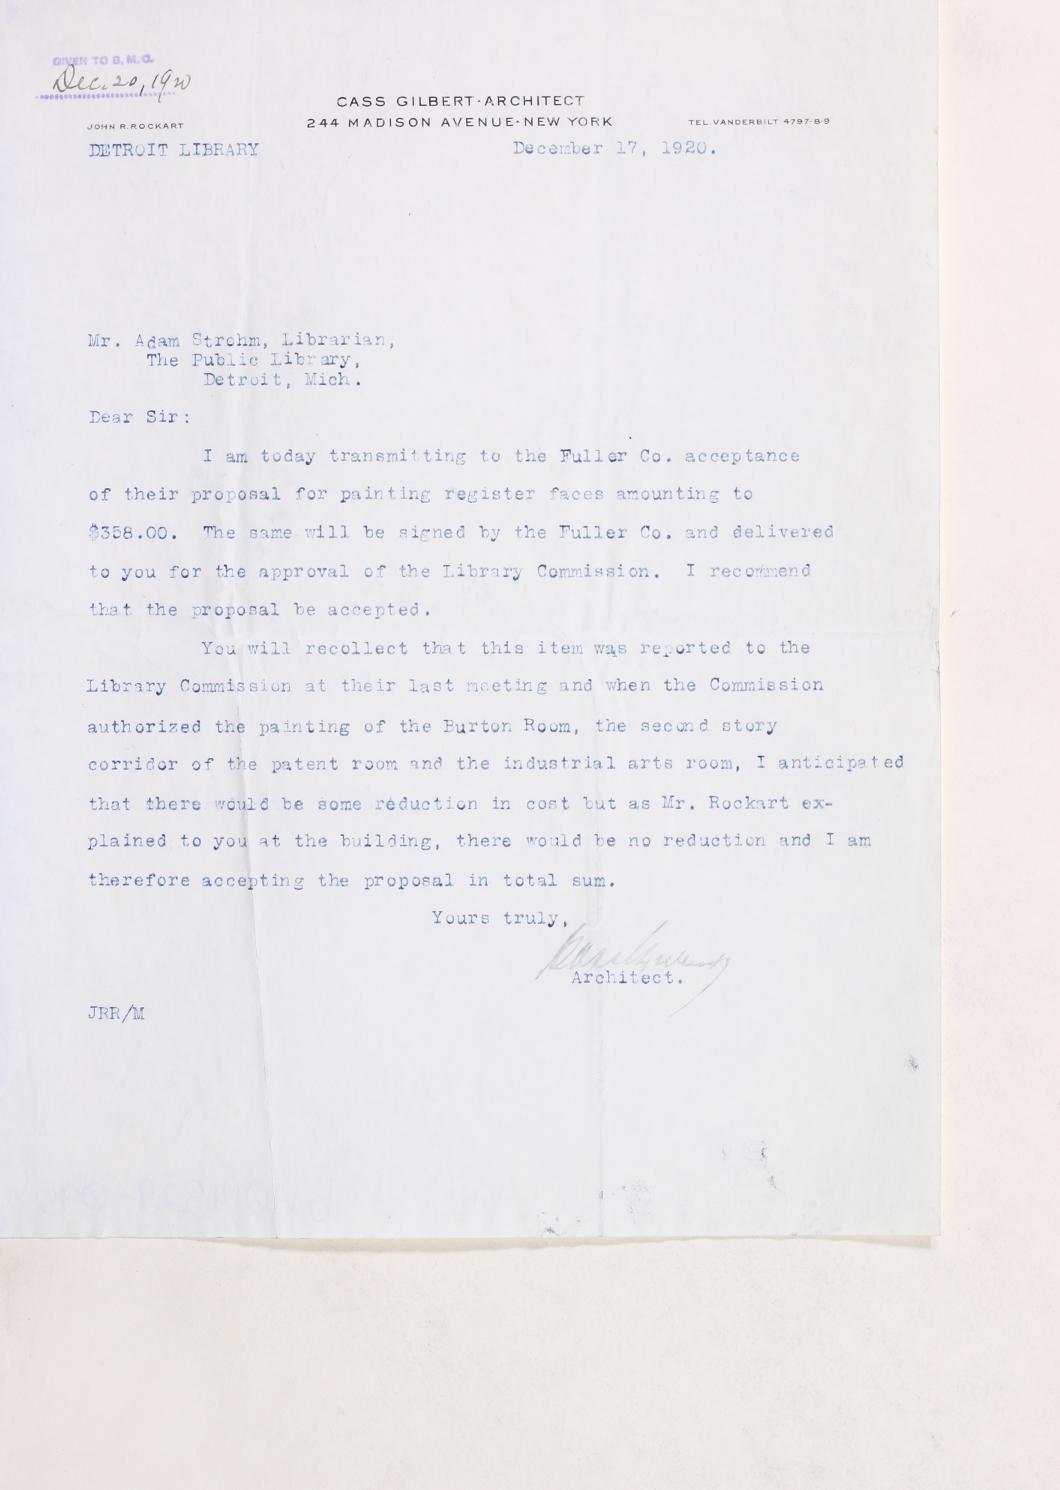 GIVEN TO B. M. C.
Dec. 20, 1920
CASS GILBERT·ARCHITECT
244 MADISON AVENUE·NEW YORK
JOHN R. ROCKART
TEL. VANDERBILT 4797-8-9
DETROIT LIBRARY
December 17, 1920.
Mr. Adam Strohm, Librarian,
The Public Library,
Detroit, Mich.
Dear Sir:
I am today transmitting to the Fuller Co. acceptance
of their proposal for painting register faces amounting to
$358.00. The same will be signed by the Fuller Co. and delivered
to you for the approval of the Library Commission. I recommend
that the proposal be accepted.
You will recollect that this item was reported to the
Library Commission at their last meeting and when the Commission
authorized the painting of the Burton Room, the second story
corridor of the patent room and the industrial arts room, I anticipated
that there would be some reduction in cost but as Mr. Rockart ex-
plained to you at the building, there would be no reduction and I am
therefore accepting the proposal in total sum.
Yours truly,
Cass Gilbert
Architect.
JRR/M